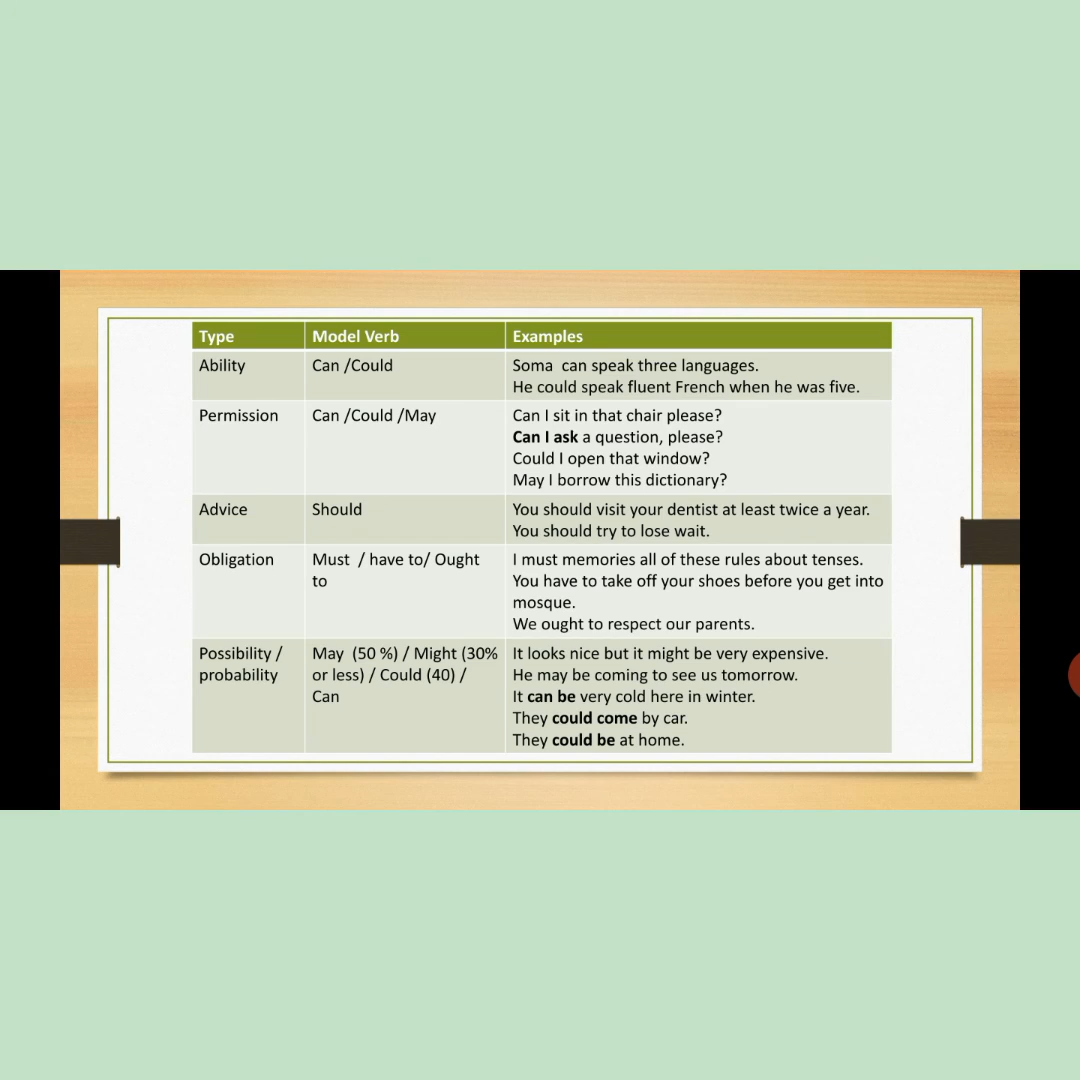 Type Model Verb Examples
Ability Can /Could Soma can speak three languages.
He could speak fluent French when he was five.
Permission Can /Could /May Can I sit in that chair please?
Can I ask a question, please?
Could I open that window?
May I borrow this dictionary?
Advice Should You should visit your dentist at least twice a year.
You should try to lose wait.
Obligation Must / have to/ Ought I must memories all of these rules about tenses.
to You have to take off your shoes before you get into
mosque.
We ought to respect our parents.
Possibility / May (50 %) / Might (30% It looks nice but it might be very expensive.
probability or less) / Could (40) / He may be coming to see us tomorrow.
Can It can be very cold here in winter.
They could come by car.
They could be at home.